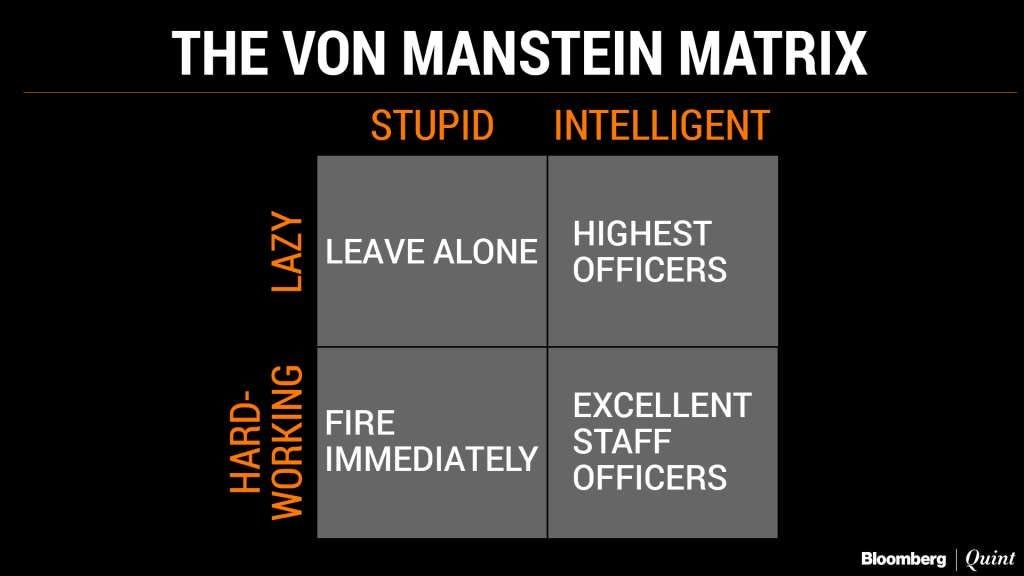 THE VON MANSTEIN MATRIX
STUPID
INTELLIGENT
LAZY
LEAVE ALONE
HIGHEST
OFFICERS
HARD-
WORKING
FIRE
IMMEDIATELY
EXCELLENT
STAFF
OFFICERS
Bloomberg | Quint